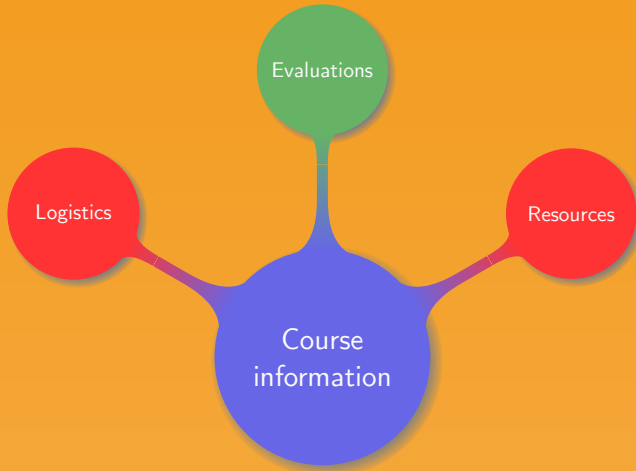 Evaluations
Logistics
Resources
Course
information